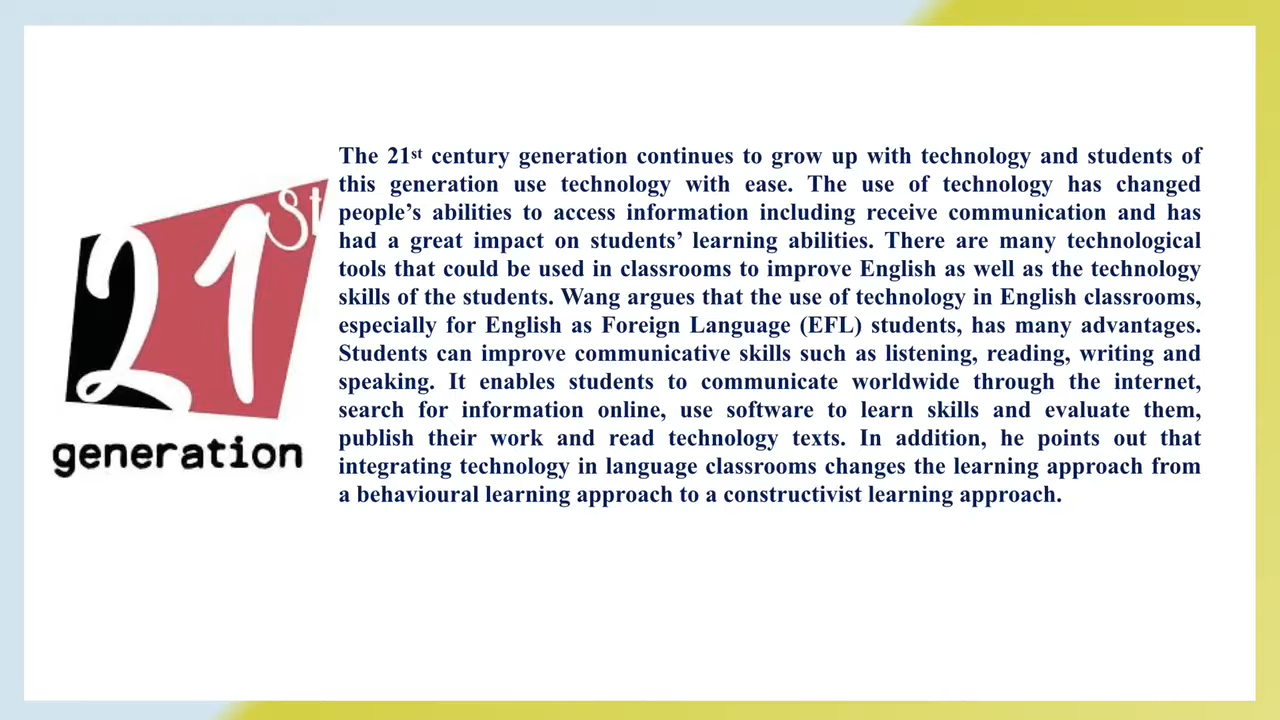 21st
generation
The 21st century generation continues to grow up with technology and students of
this generation use technology with ease. The use of technology has changed
people’s abilities to access information including receive communication and has
had a great impact on students’ learning abilities. There are many technological
tools that could be used in classrooms to improve English as well as the technology
skills of the students. Wang argues that the use of technology in English classrooms,
especially for English as Foreign Language (EFL) students, has many advantages.
Students can improve communicative skills such as listening, reading, writing and
speaking. It enables students to communicate worldwide through the internet,
search for information online, use software to learn skills and evaluate them,
publish their work and read technology texts. In addition, he points out that
integrating technology in language classrooms changes the learning approach from
a behavioural learning approach to a constructivist learning approach.